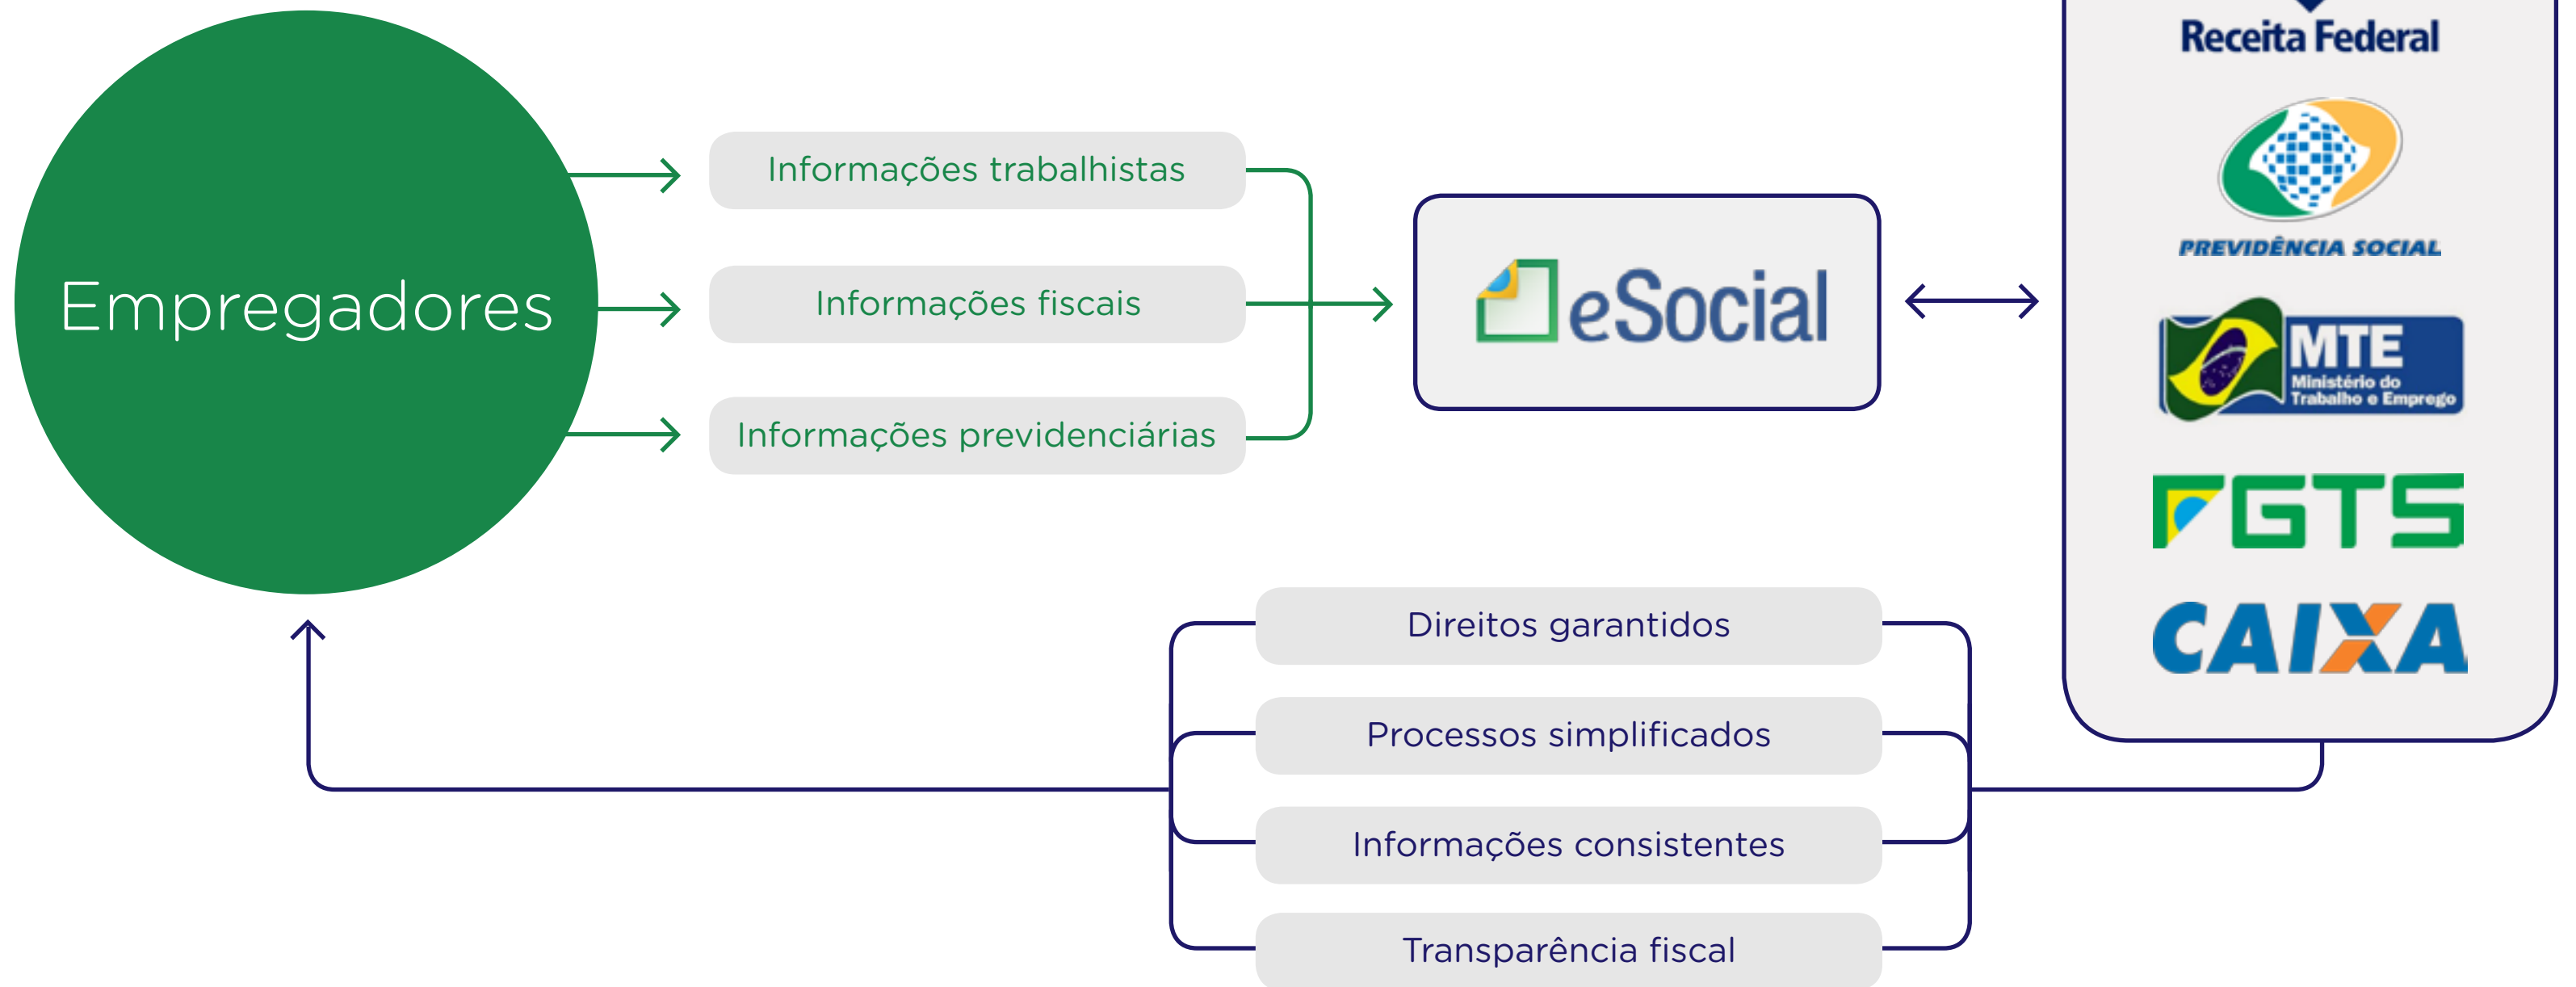 Receita Federal
PREVIDÊNCIA SOCIAL
Informações trabalhistas
Empregadores
Informações fiscais
eSocial
MTE
Ministério do
Trabalho e Emprego
Informações previdenciárias
FGTS
CAIXA
Direitos garantidos
Processos simplificados
Informações consistentes
Transparência fiscal